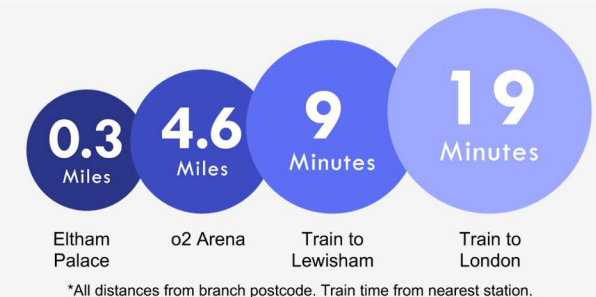 0.3
Miles
4.6
Miles
9
Minutes
19
Minutes
Eltham
Palace
o2 Arena
Train to
Lewisham
Train to
London
*All distances from branch postcode. Train time from nearest station.